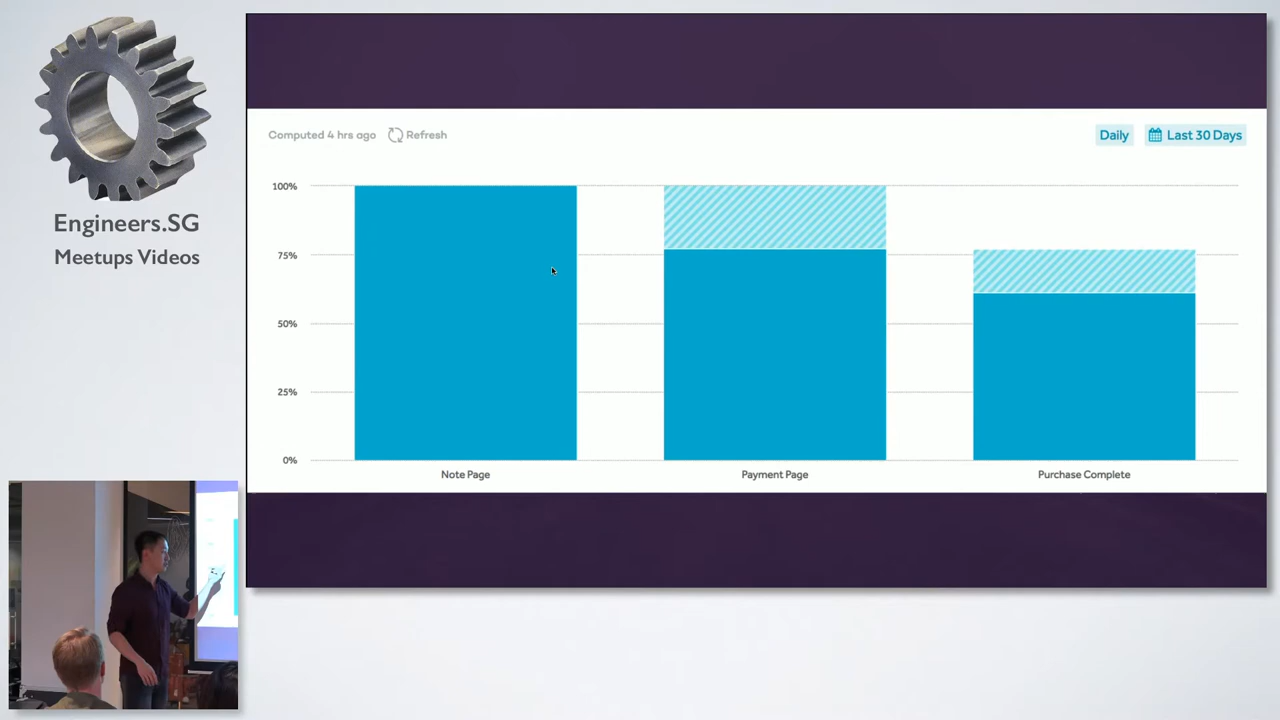 Engineers.SG
Meetups Videos
Computed 4 hrs ago
Refresh
Daily
Last 30 Days
100%
75%
50%
25%
0%
Note Page
Payment Page
Purchase Complete